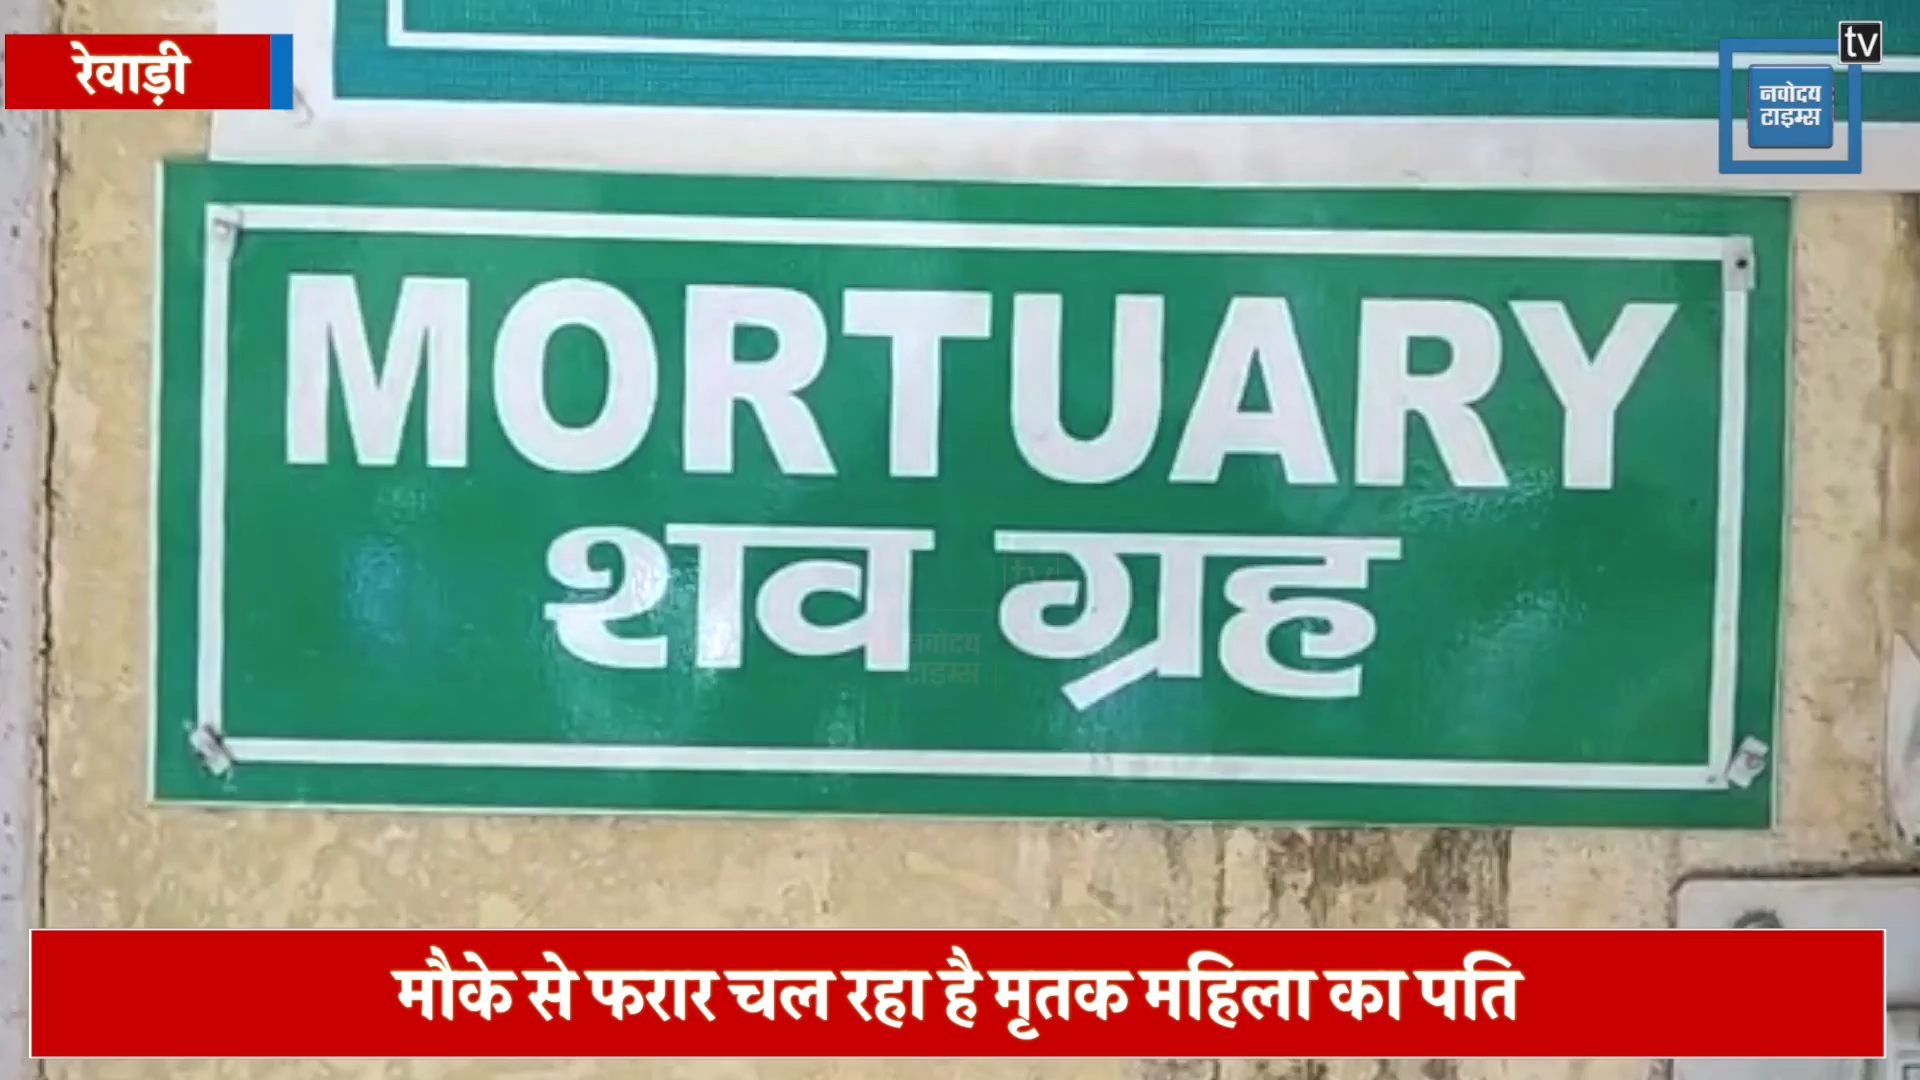 रेवाड़ी
tv
नवोदय
टाइम्स
MORTUARY
शव ग्रह
मौके से फरार चल रहा है मृतक महिला का पति